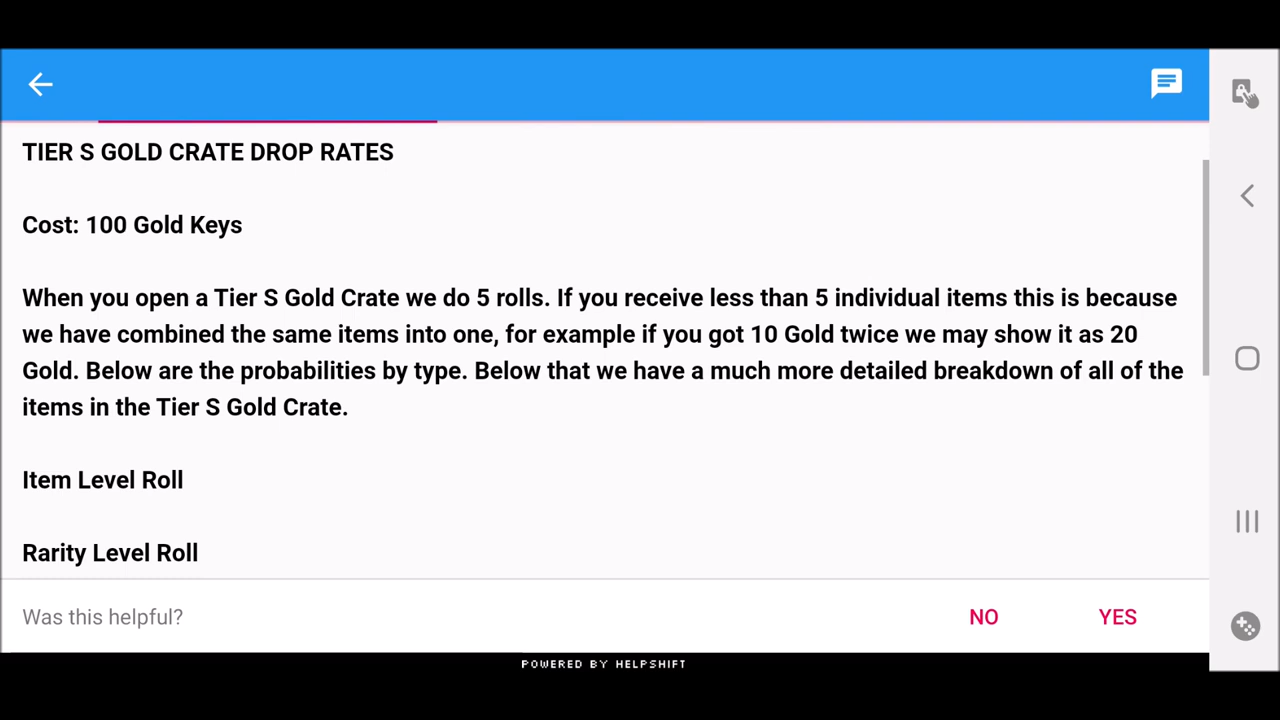 TIER S GOLD CRATE DROP RATES
Cost: 100 Gold Keys
When you open a Tier S Gold Crate we do 5 rolls. If you receive less than 5 individual items this is because
we have combined the same items into one, for example if you got 10 Gold twice we may show it as 20
Gold. Below are the probabilities by type. Below that we have a much more detailed breakdown of all of the
items in the Tier S Gold Crate.
Item Level Roll
Rarity Level Roll
Was this helpful?
NO
YES
POWERED BY HELPSHIFT